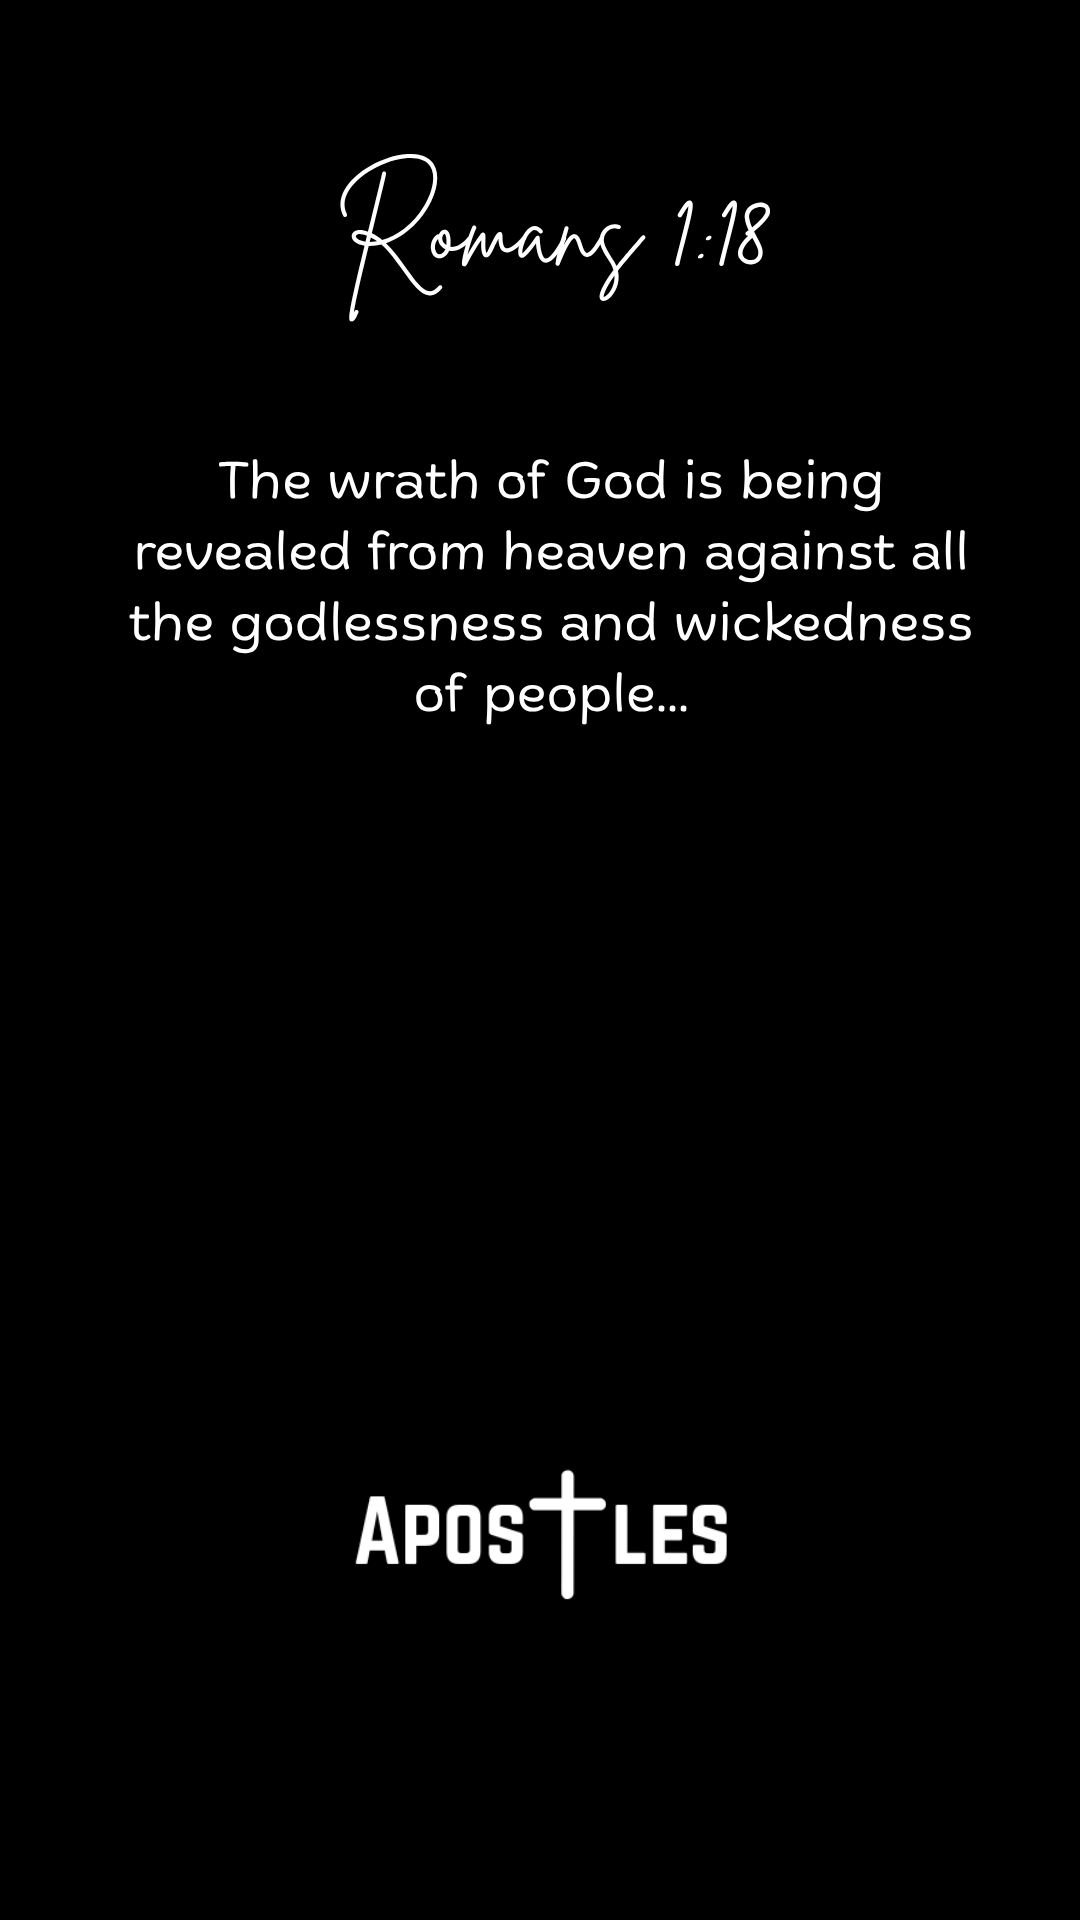 Romans 1:18
The wrath of God is being
revealed from heaven against all
the godlessness and wickedness
of people...
APOSTLES